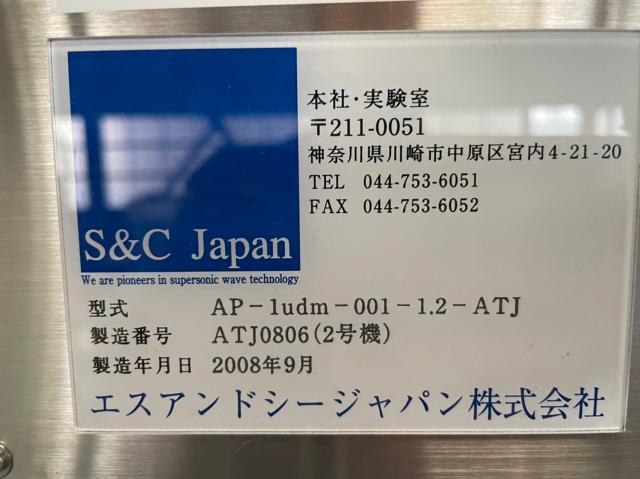 S&C Japan
We are pioneers in supersonic wave technology
本社・実験室
〒211-0051
神奈川県川崎市中原区宮内4-21-20
TEL 044-753-6051
FAX 044-753-6052
型式 AP-1udm-001-1.2-ATJ
製造番号 ATJ0806(2号機)
製造年月日 2008年9月
エスアンドシージャパン株式会社